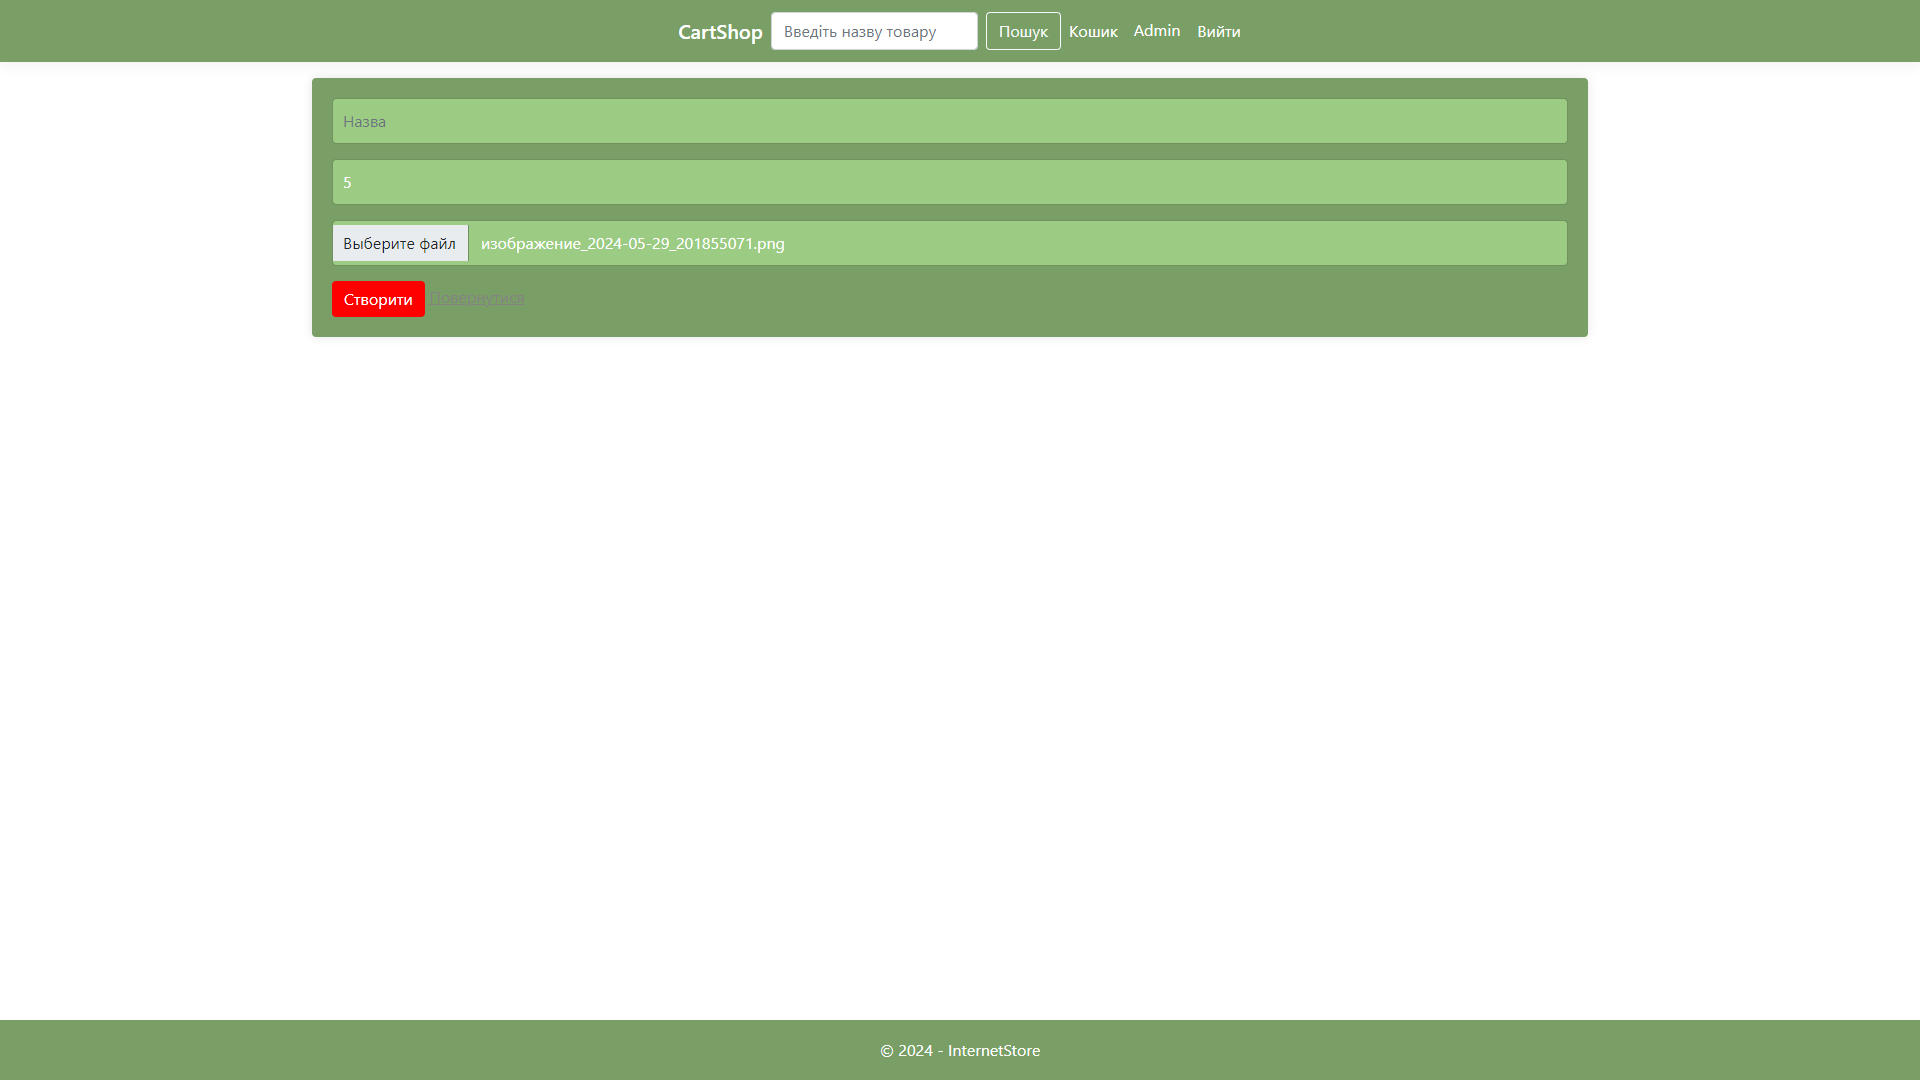 CartShop Введіть назву товару Пошук Кошик Admin Вийти
Назва
5
Выберите файл изображение_2024-05-29_201855071.png
Створити Повернутися
© 2024 - InternetStore